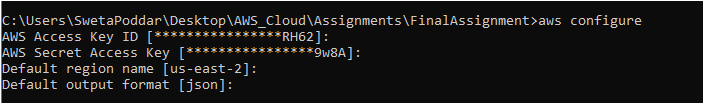 C:\Users\SwetaPoddar\Desktop\AWS_Cloud\Assignments\FinalAssignment>aws configure
AWS Access Key ID [****************RH62]:
AWS Secret Access Key [****************9w8A]:
Default region name [us-east-2]:
Default output format [json]: